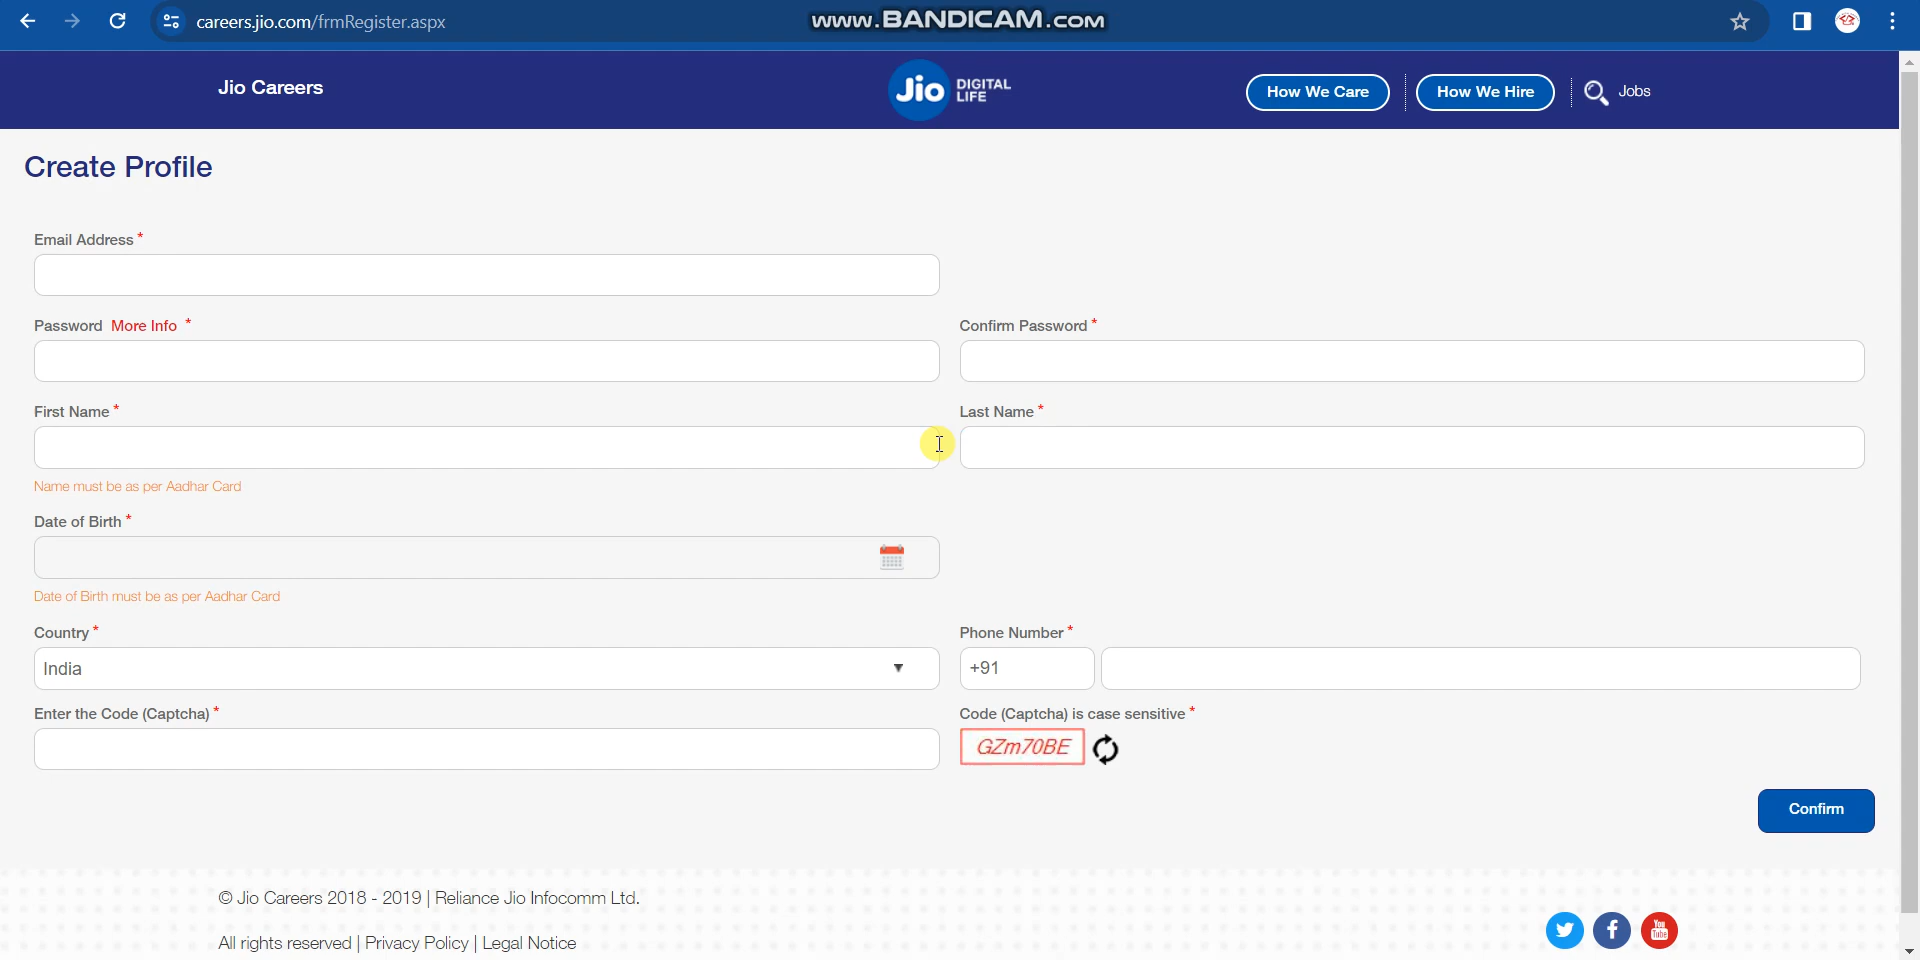 careers.jio.com/frmRegister.aspx
www.BANDICAM.com
Jio Careers
Jio DIGITAL LIFE
How We Care
How We Hire
Jobs
Create Profile
Email Address *
Password More Info *
Confirm Password *
First Name *
Last Name *
Name must be as per Aadhar Card
Date of Birth *
Date of Birth must be as per Aadhar Card
Country *
Phone Number *
India
+91
Enter the Code (Captcha) *
Code (Captcha) is case sensitive *
GZm70BE
Confirm
© Jio Careers 2018 - 2019 | Reliance Jio Infocomm Ltd.
All rights reserved | Privacy Policy | Legal Notice
You Tube